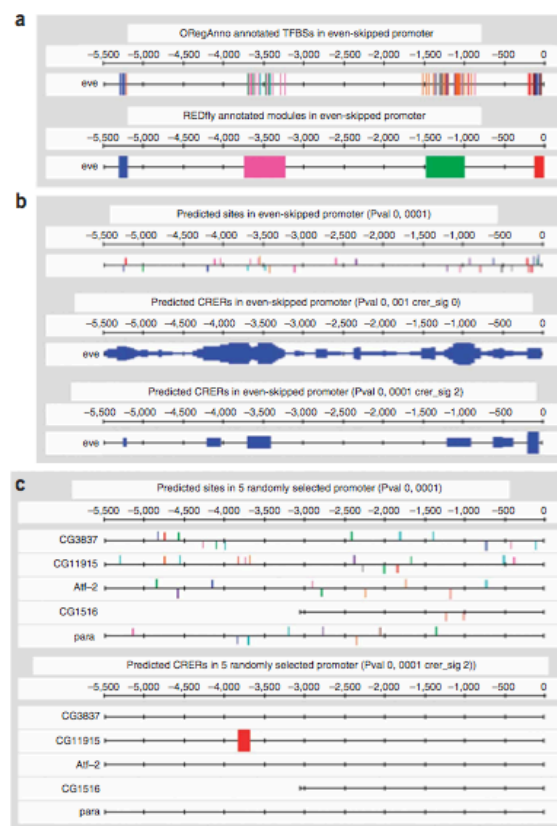 a
ORegAnno annotated TFBSs in even-skipped promoter
-5,500 -5,000 -4,500 -4,000 -3,500 -3,000 -2,500 -2,000 -1,500 -1,000 -500 0
eve
REDfly annotated modules in even-skipped promoter
-5,500 -5,000 -4,500 -4,000 -3,500 -3,000 -2,500 -2,000 -1,500 -1,000 -500 0
eve
b
Predicted sites in even-skipped promoter (Pval 0, 0001)
-5,500 -5,000 -4,500 -4,000 -3,500 -3,000 -2,500 -2,000 -1,500 -1,000 -500 0
Predicted CRERs in even-skipped promoter (Pval 0, 001 crer_sig 0)
-5,500 -5,000 -4,500 -4,000 -3,500 -3,000 -2,500 -2,000 -1,500 -1,000 -500 0
eve
Predicted CRERs in even-skipped promoter (Pval 0, 0001 crer_sig 2)
-5,500 -5,000 -4,500 -4,000 -3,500 -3,000 -2,500 -2,000 -1,500 -1,000 -500 0
eve
c
Predicted sites in 5 randomly selected promoter (Pval 0, 0001)
-5,500 -5,000 -4,500 -4,000 -3,500 -3,000 -2,500 -2,000 -1,500 -1,000 -500 0
CG3837
CG11915
Atf-2
CG1516
para
Predicted CRERs in 5 randomly selected promoter (Pval 0, 0001 crer_sig 2))
-5,500 -5,000 -4,500 -4,000 -3,500 -3,000 -2,500 -2,000 -1,500 -1,000 -500 0
CG3837
CG11915
Atf-2
CG1516
para